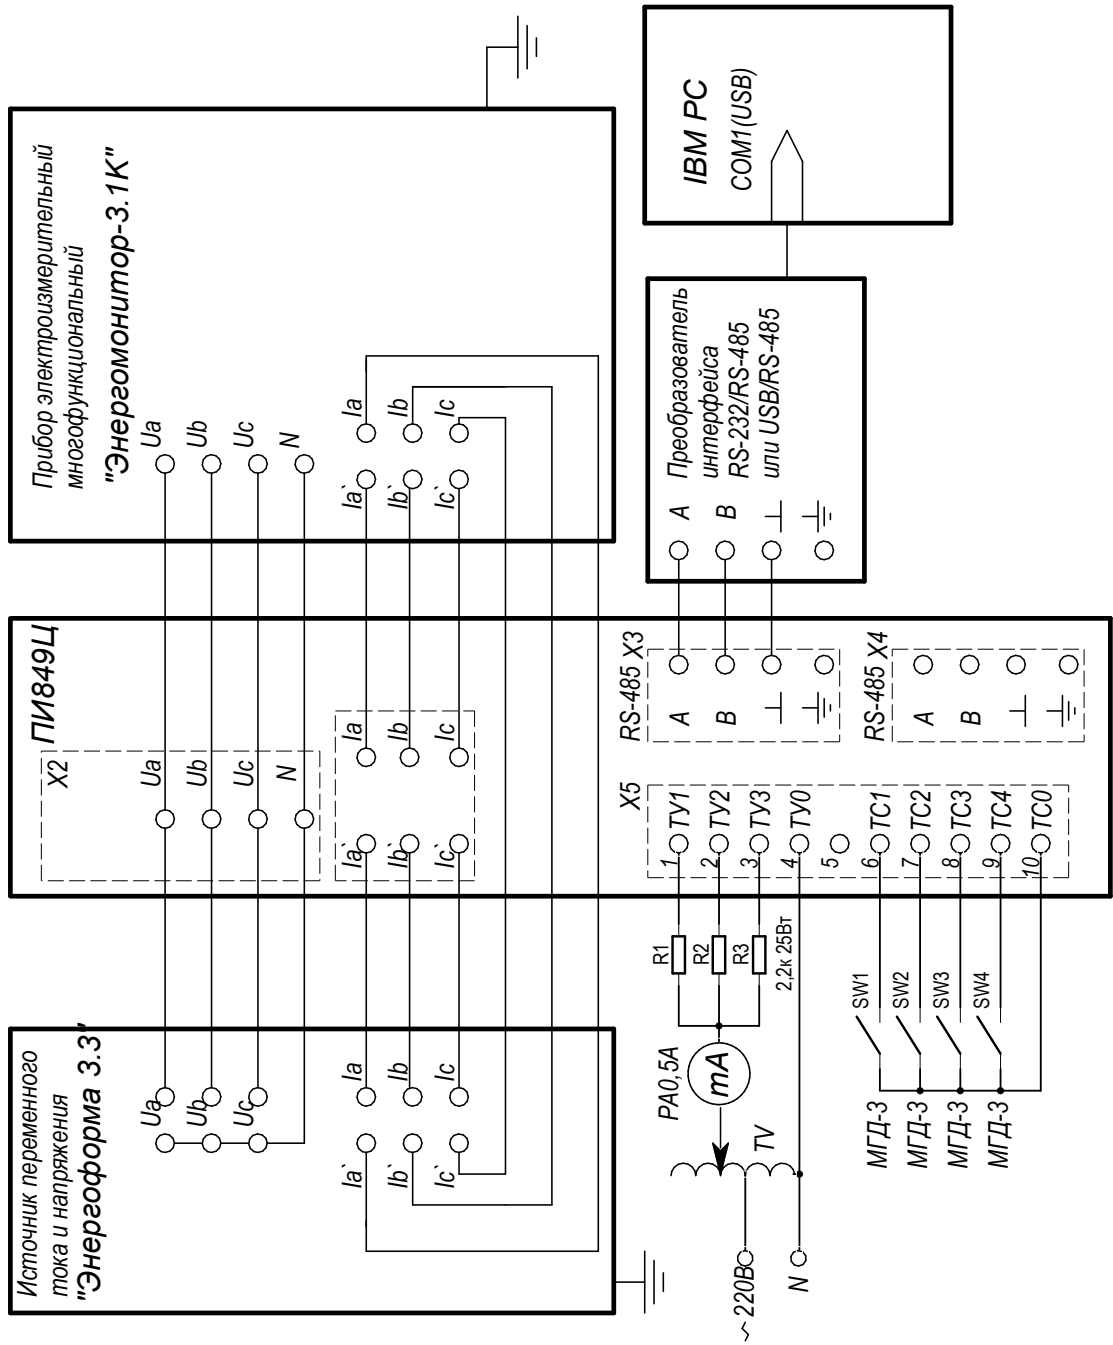 Источник переменного
тока и напряжения
"Энергоформа 3.3"
Ua
Ub
Uc
Ia`
Ib`
Ic`
Ia
Ib
Ic
ПИ849Ц
X2
Ua
Ub
Uc
N
Ia`
Ib`
Ic`
Ia
Ib
Ic
Прибор электроизмерительный
многофункциональный
"Энергомонитор-3.1К"
Ua
Ub
Uc
N
Ia`
Ib`
Ic`
Ia
Ib
Ic
~220В
N
TV
PA0,5A
mA
R1
R2
R3
2,2к 25Вт
X5
1 ТУ1
2 ТУ2
3 ТУ3
4 ТУ0
5
6 ТС1
7 ТС2
8 ТС3
9 ТС4
10 ТС0
МГД-3
МГД-3
МГД-3
МГД-3
SW1
SW2
SW3
SW4
RS-485 X3
A
B
RS-485 X4
A
B
A
B
Преобразователь
интерфейса
RS-232/RS-485
или USB/RS-485
IBM PC
COM1(USB)